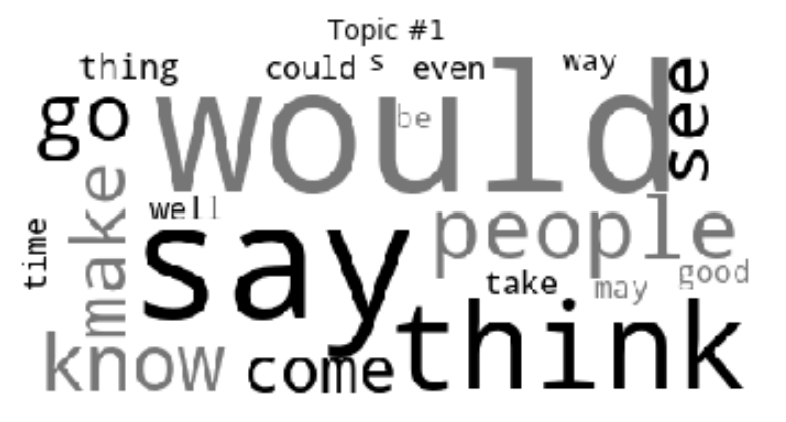 Topic #1
thing could s even way
go would be see
make well people
time say take may good
know come think